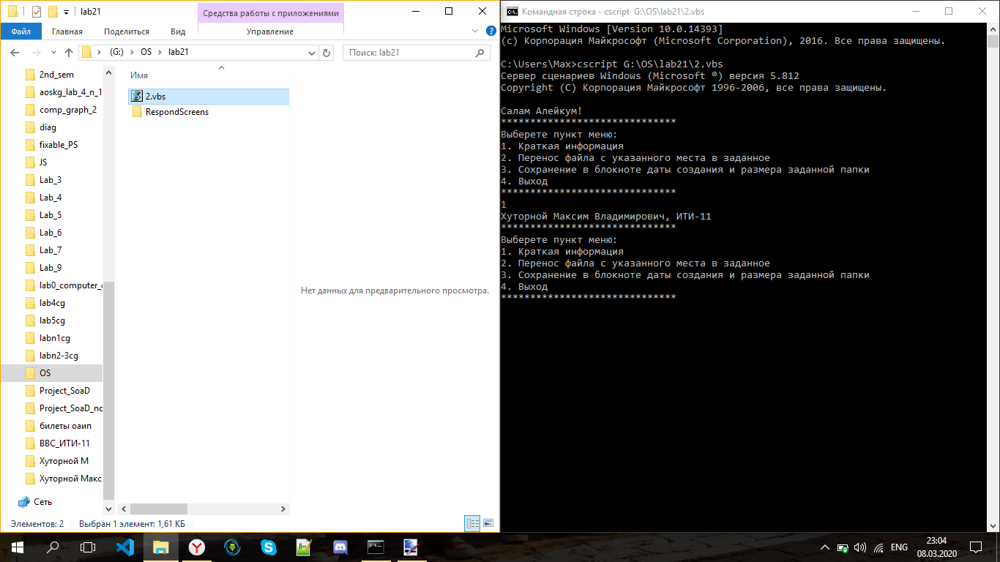 lab21
Средства работы с приложениями
Файл
Главная
Поделиться
Вид
Управление
(G:)
OS
lab21
Поиск: lab21
2nd_sem
aoskg_lab_4_n_1
comp_graph_2
diag
fixable_PS
JS
Lab_3
Lab_4
Lab_5
Lab_6
Lab_7
Lab_9
lab0_computer_
lab4cg
lab5cg
labn1cg
labn2-3cg
OS
Project_SoaD
Project_SoaD_nc
билеты оаип
ВВС_ИТИ-11
Хуторной М
Хуторной Макс
Сеть
Имя
2.vbs
RespondScreens
Нет данных для предварительного просмотра.
Элементов: 2
Выбран 1 элемент: 1,61 КБ
Командная строка - cscript G:\OS\lab21\2.vbs
Microsoft Windows [Version 10.0.14393]
(c) Корпорация Майкрософт (Microsoft Corporation), 2016. Все права защищены.
C:\Users\Max>cscript G:\OS\lab21\2.vbs
Сервер сценариев Windows (Microsoft ®) версия 5.812
Copyright (C) Корпорация Майкрософт 1996-2006, все права защищены.
Салам Алейкум!
******************************
Выберете пункт меню:
1. Краткая информация
2. Перенос файла с указанного места в заданное
3. Сохранение в блокноте даты создания и размера заданной папки
4. Выход
******************************
1
Хуторной Максим Владимирович, ИТИ-11
******************************
Выберете пункт меню:
1. Краткая информация
2. Перенос файла с указанного места в заданное
3. Сохранение в блокноте даты создания и размера заданной папки
4. Выход
******************************
ENG
23:04
08.03.2020